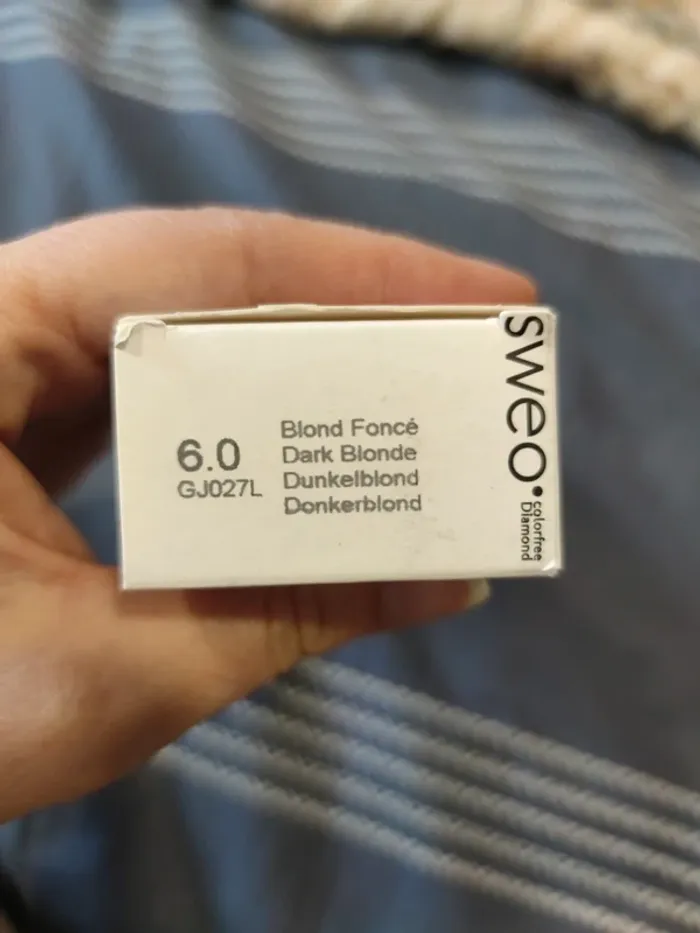 6.0
GJ027L
Blond Foncé
Dark Blonde
Dunkelblond
Donkerblond
sweo
colorfree
Diamond